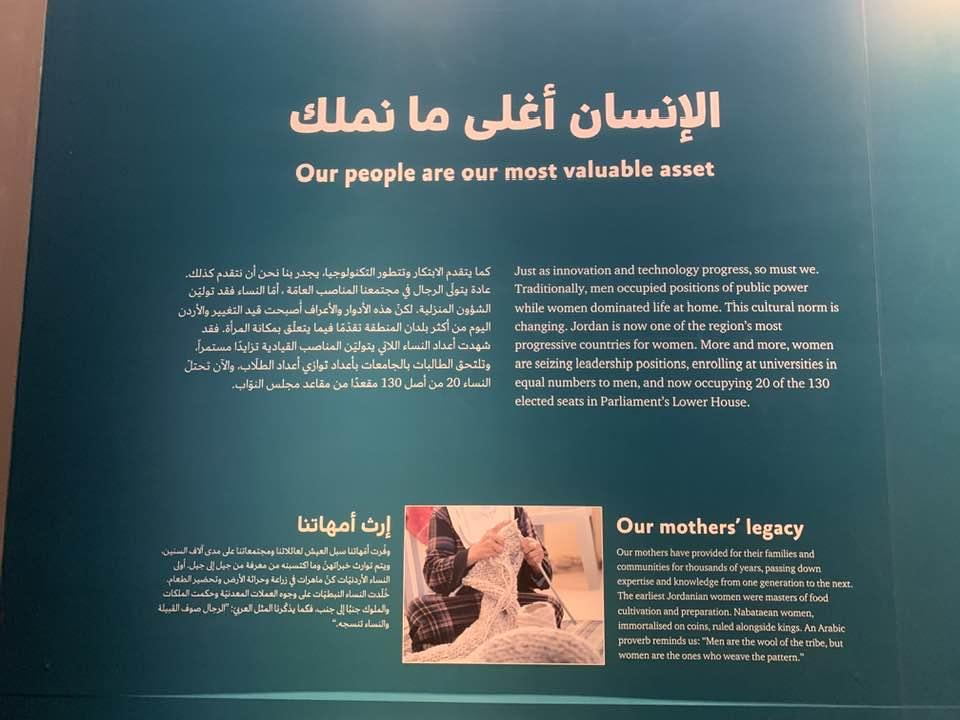 الإنسان أغلى ما نملك
Our people are our most valuable asset
كما يتقدم الابتكار وتتطور التكنولوجيا، يجدر بنا نحن أن نتقدم كذلك.
عادة يتولّى الرجال في مجتمعنا المناصب العامّة ، أمّا النساء فقد تولّيَن
الشؤون المنزلية. لكنّ هذه الأدوار والأعراف أصبحت قيد التغيير والأردن
اليوم من أكثر بلدان المنطقة تقدّمًا فيما يتعلّق بمكانة المرأة. فقد
شهدت أعداد النساء اللاتي يتولّين المناصب القيادية تزايدًا مستمراً،
وتلتحق الطالبات بالجامعات بأعداد توازي أعداد الطلّاب، والآن تحتلّ
النساء 20 من أصل 130 مقعدًا من مقاعد مجلس النوّاب.
Just as innovation and technology progress, so must we.
Traditionally, men occupied positions of public power
while women dominated life at home. This cultural norm is
changing. Jordan is now one of the region's most
progressive countries for women. More and more, women
are seizing leadership positions, enrolling at universities in
equal numbers to men, and now occupying 20 of the 130
elected seats in Parliament's Lower House.
إرث أمهاتنا
وفّرت أمّهاتنا سبل العيش لعائلاتنا ومجتمعاتنا على مدى آلاف السنين،
ويتم توارث خبراتهنّ وما اكتسبنه من معرفة من جيل إلى جيل. أولى
النساء الأردنيّات كنّ ماهرات في زراعة وحراثة الأرض وتحضير الطعام.
خُلّدت النساء النبطيّات على وجوه العملات المعدنيّة وحكمت الملكات
والملوك جنبًا إلى جنب، فكما يذكّرنا المثل العربي: "الرجال صوف القبيلة
والنساء تنسجه."
Our mothers' legacy
Our mothers have provided for their families and
communities for thousands of years, passing down
expertise and knowledge from one generation to the next.
The earliest Jordanian women were masters of food
cultivation and preparation. Nabataean women,
immortalised on coins, ruled alongside kings. An Arabic
proverb reminds us: "Men are the wool of the tribe, but
women are the ones who weave the pattern."